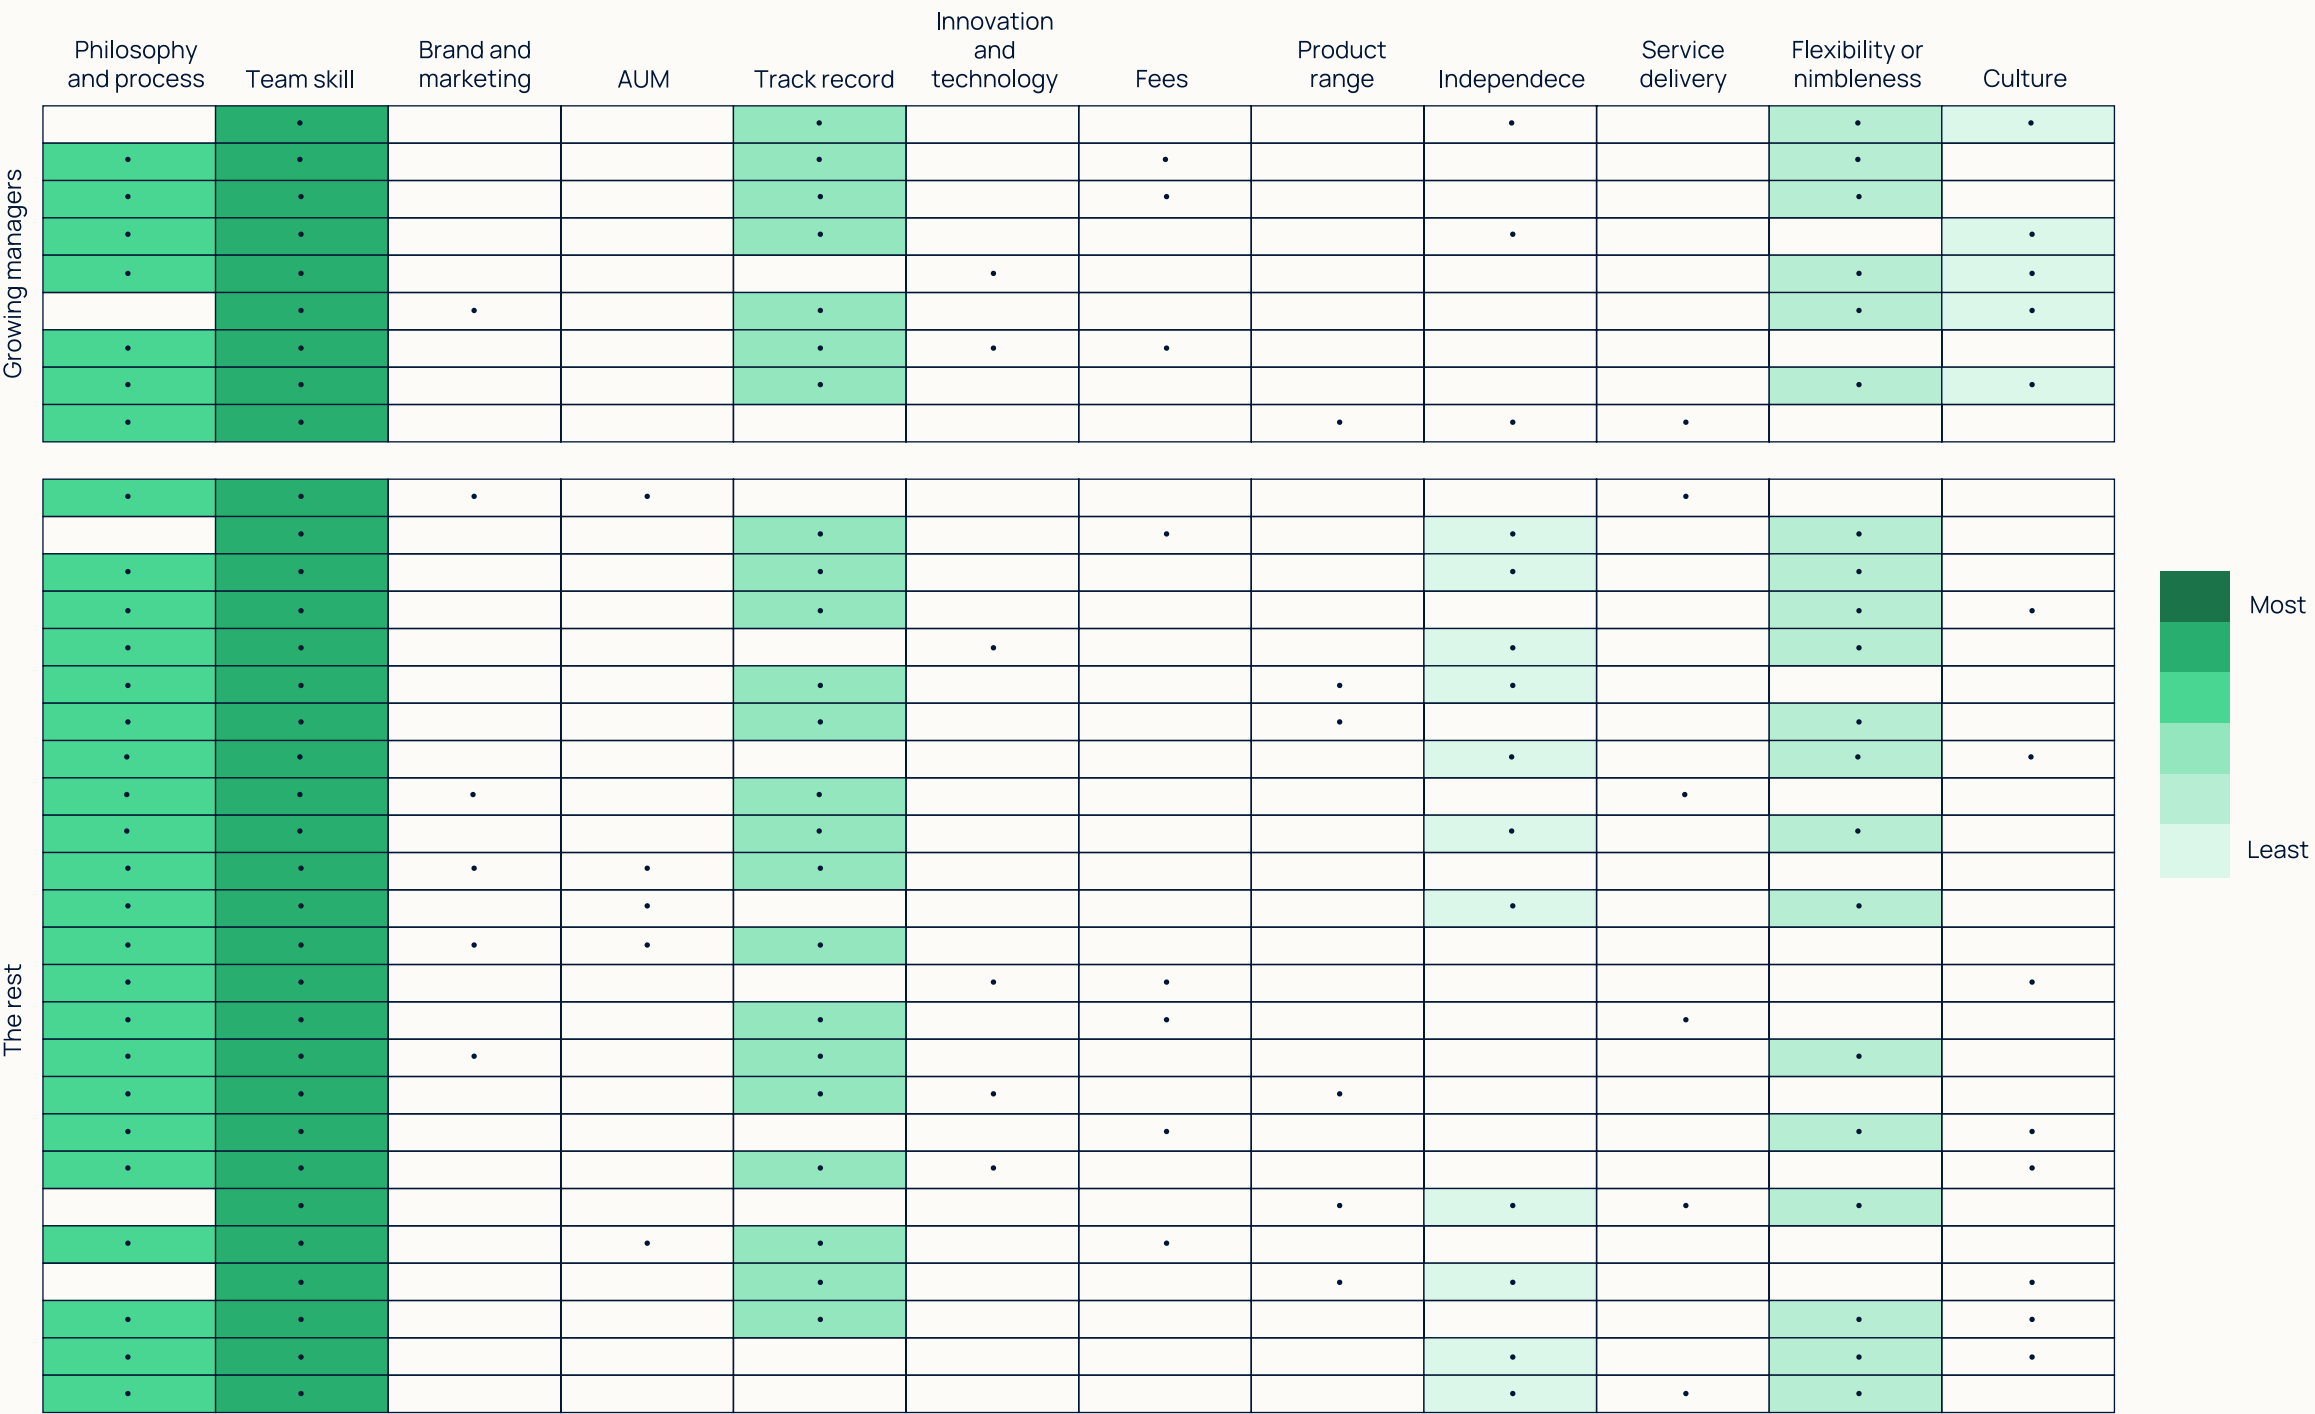 Philosophy
and process
Team skill
Brand and
marketing
AUM
Track record
Innovation
and
technology
Fees
Product
range
Independece
Service
delivery
Flexibility or
nimbleness
Culture
Growing managers
The rest
Most
Least